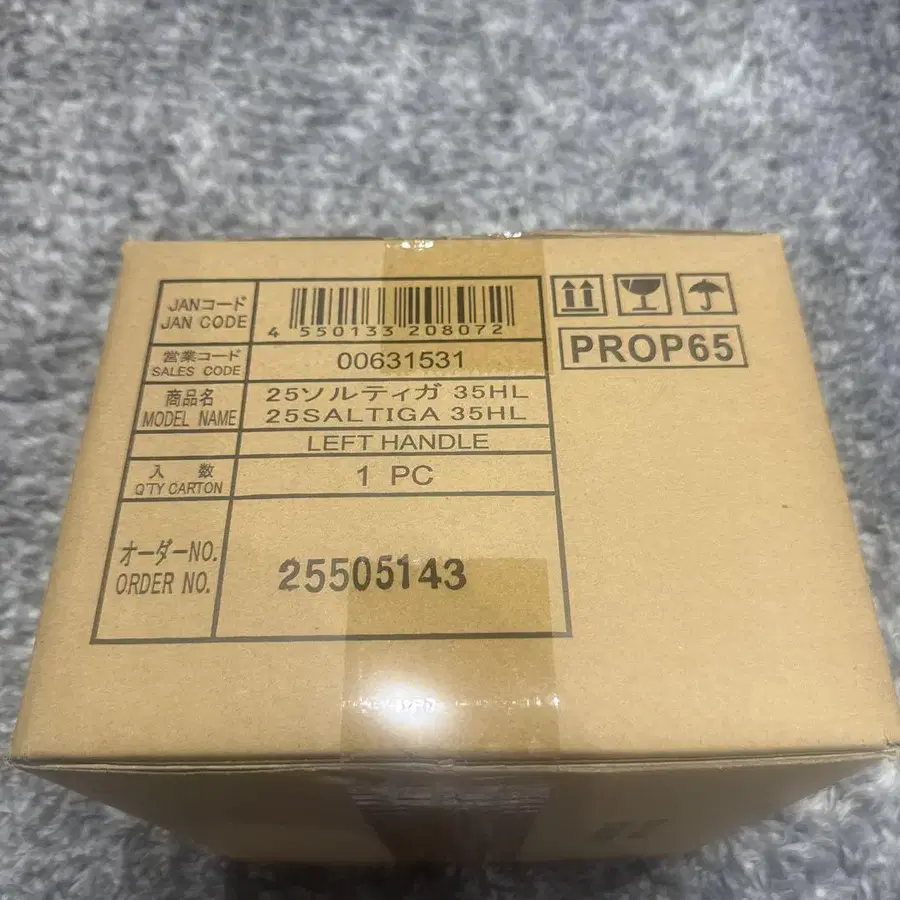 JANコード
JAN CODE
4 550133 208072
営業コード
SALES CODE
00631531
商品名
MODEL NAME
25ソルティガ 35HL
25SALTIGA 35HL
LEFT HANDLE
入 数
Q'TY CARTON
1 PC
オーダーNO.
ORDER NO.
25505143
PROP65